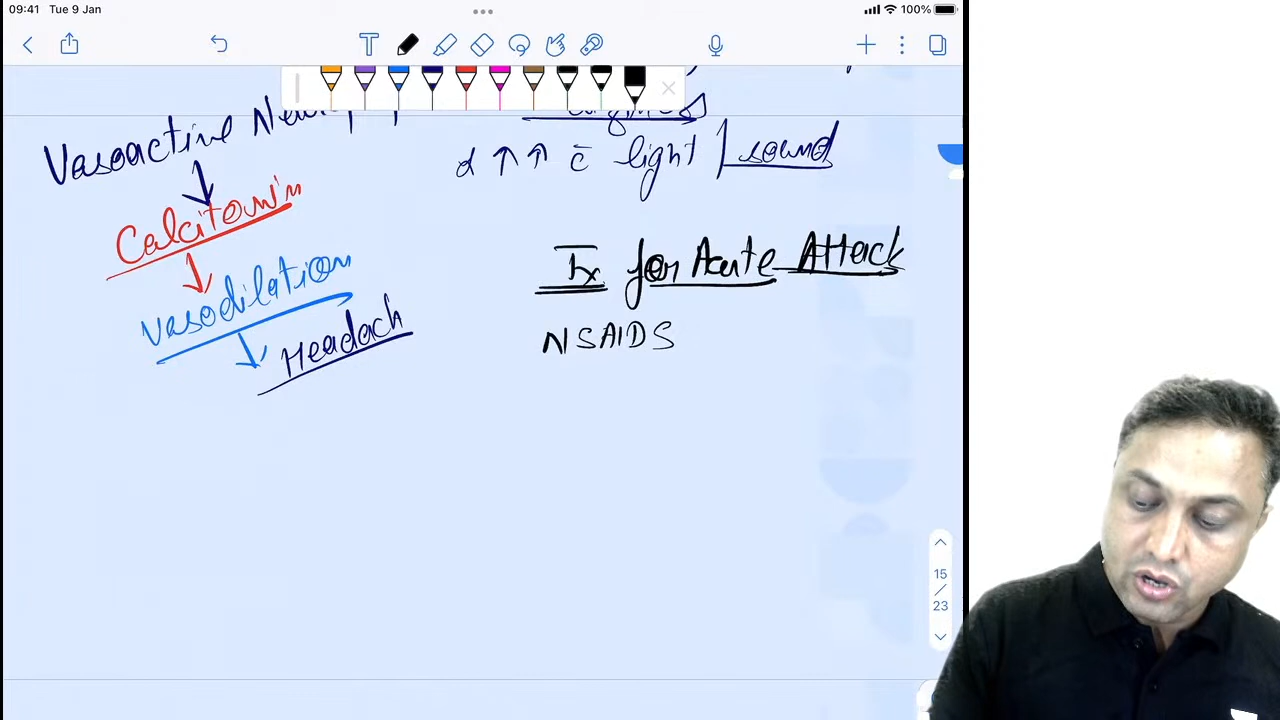 09:41 Tue 9 Jan
100%
Vasoactive
α ↑↑ c̄ light / sound
Calcitonin
Vasodilation
Headach
Tx for Acute Attack
NSAIDS
15
23